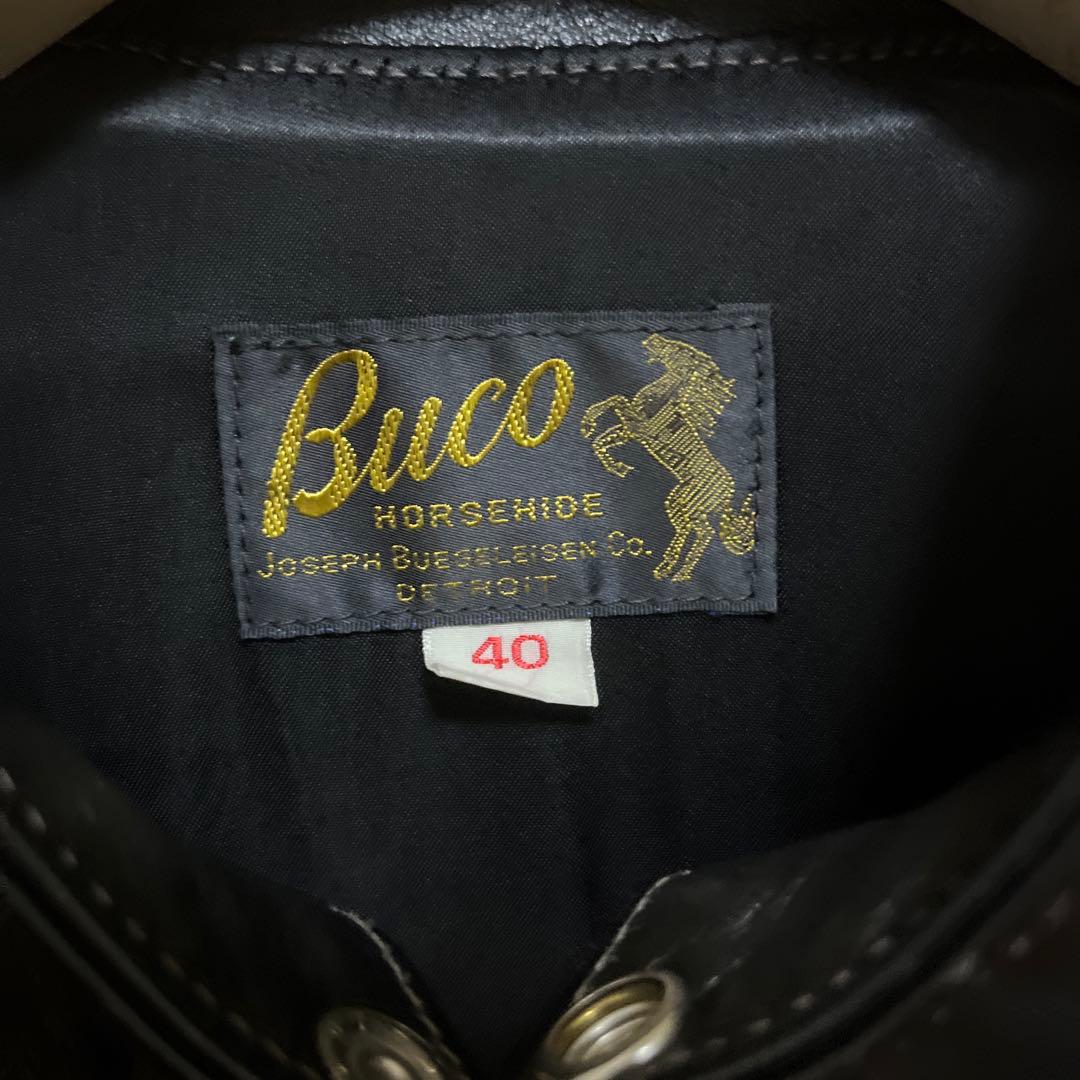 Buco
HORSEHIDE
JOSEPH BUEGELEISEN CO.
DETROIT
40